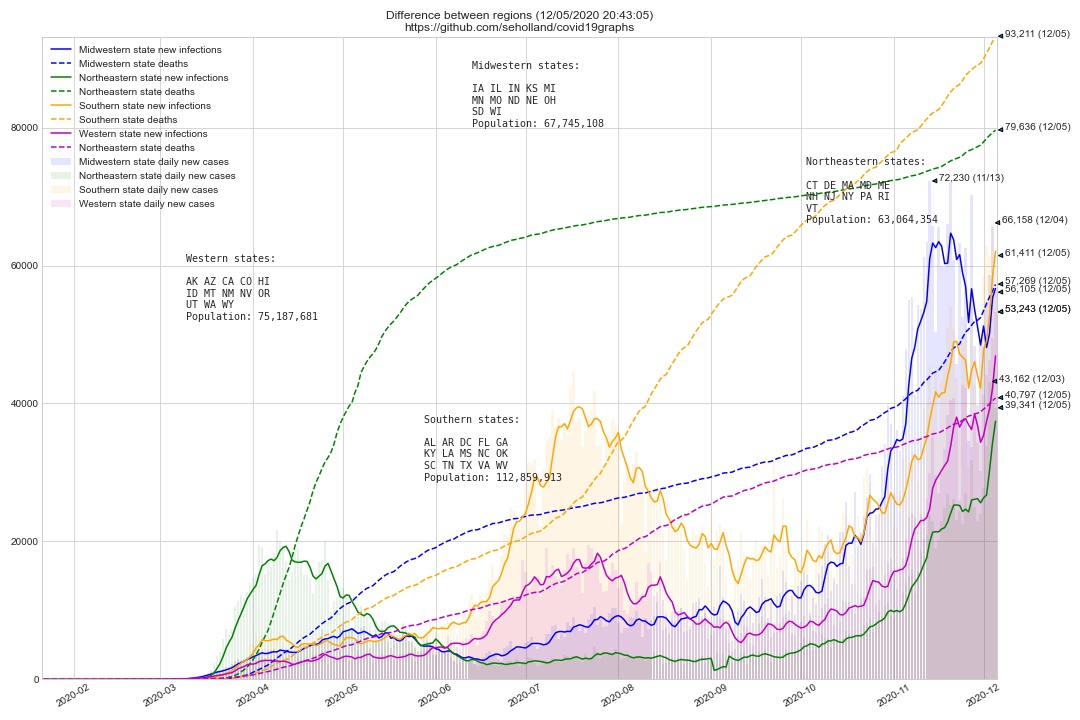 Difference between regions (12/05/2020 20:43:05)
https://github.com/seholland/covid19graphs
Midwestern state new infections
Midwestern state deaths
Northeastern state new infections
Northeastern state deaths
Southern state new infections
Southern state deaths
Western state new infections
Northeastern state deaths
Midwestern state daily new cases
Northeastern state daily new cases
Southern state daily new cases
Western state daily new cases
Midwestern states:
IA IL IN KS MI
MN MO ND NE OH
SD WI
Population: 67,745,108
Northeastern states:
CT DE MA MD ME
NH NJ NY PA RI
VT
Population: 63,064,354
Western states:
AK AZ CA CO HI
ID MT NM NV OR
UT WA WY
Population: 75,187,681
Southern states:
AL AR DC FL GA
KY LA MS NC OK
SC TN TX VA WV
Population: 112,859,913
93,211 (12/05)
79,636 (12/05)
72,230 (11/13)
66,158 (12/04)
61,411 (12/05)
57,269 (12/05)
56,105 (12/05)
53,243 (12/05)
43,162 (12/03)
40,797 (12/05)
39,341 (12/05)
80000
60000
40000
20000
0
2020-02
2020-03
2020-04
2020-05
2020-06
2020-07
2020-08
2020-09
2020-10
2020-11
2020-12